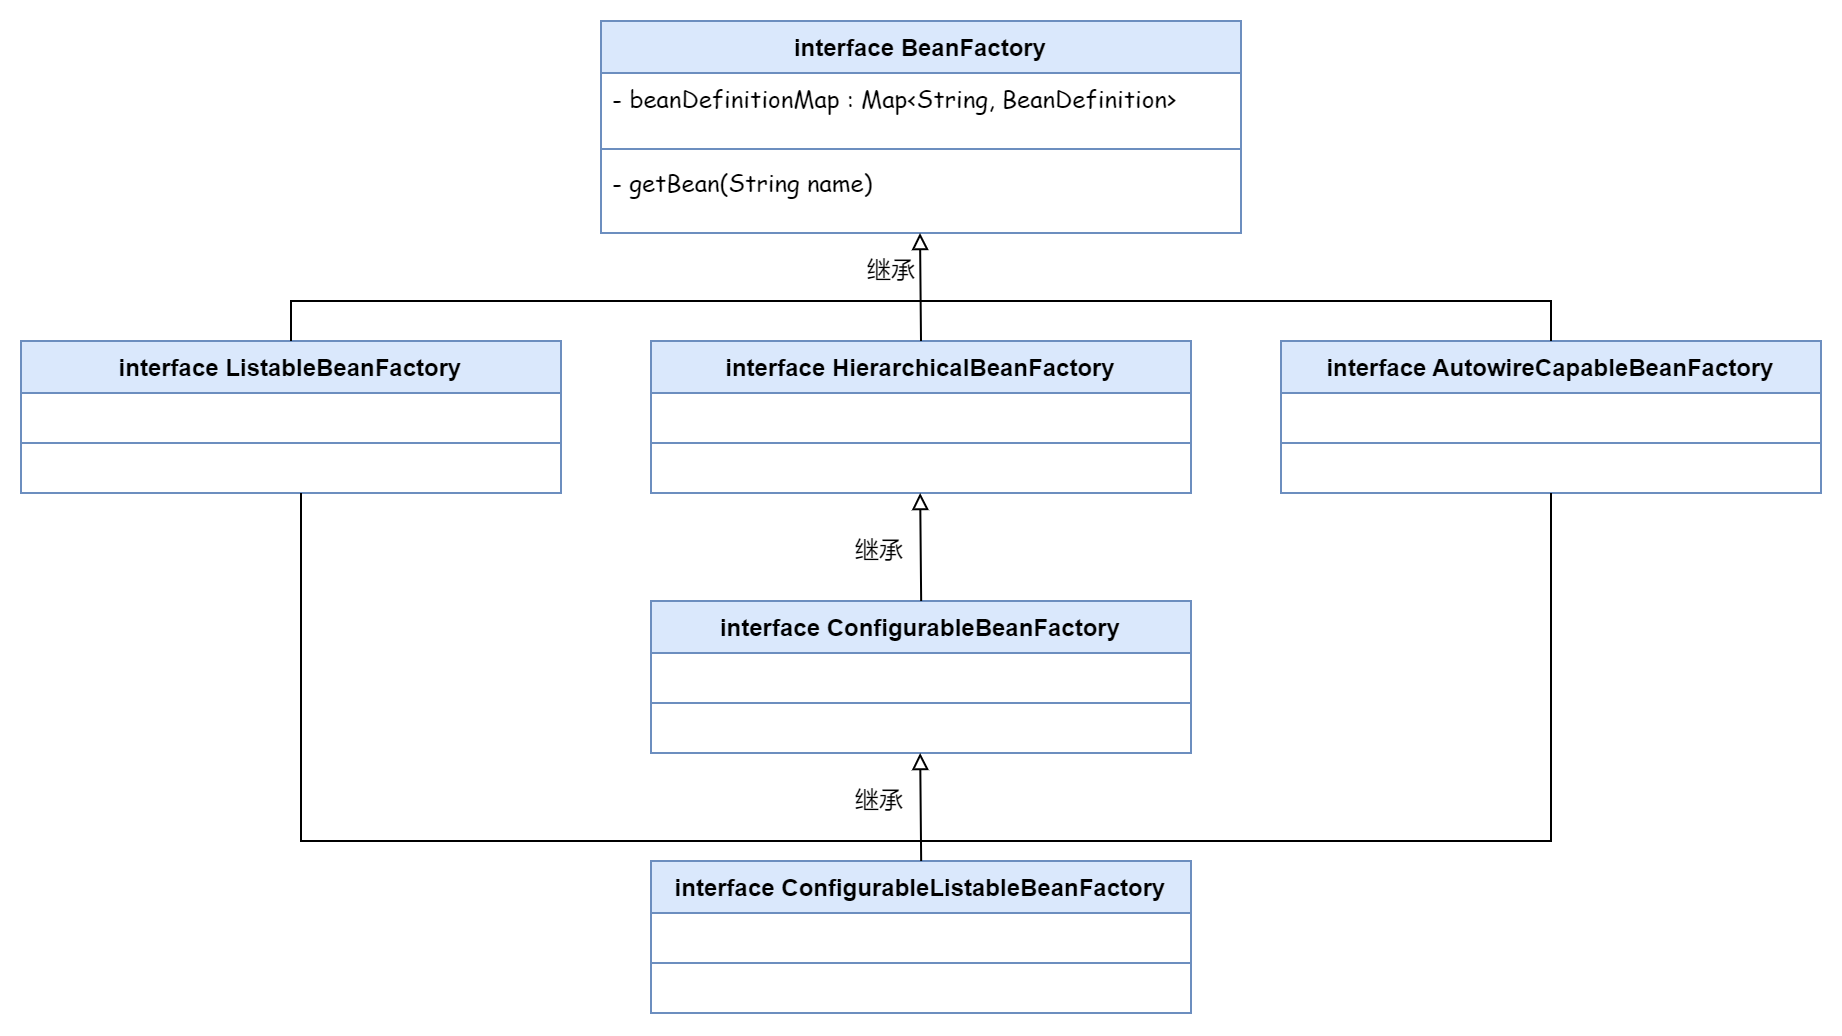 interface BeanFactory
- beanDefinitionMap : Map<String, BeanDefinition>
- getBean(String name)
继承
interface ListableBeanFactory
interface HierarchicalBeanFactory
interface AutowireCapableBeanFactory
继承
interface ConfigurableBeanFactory
继承
interface ConfigurableListableBeanFactory